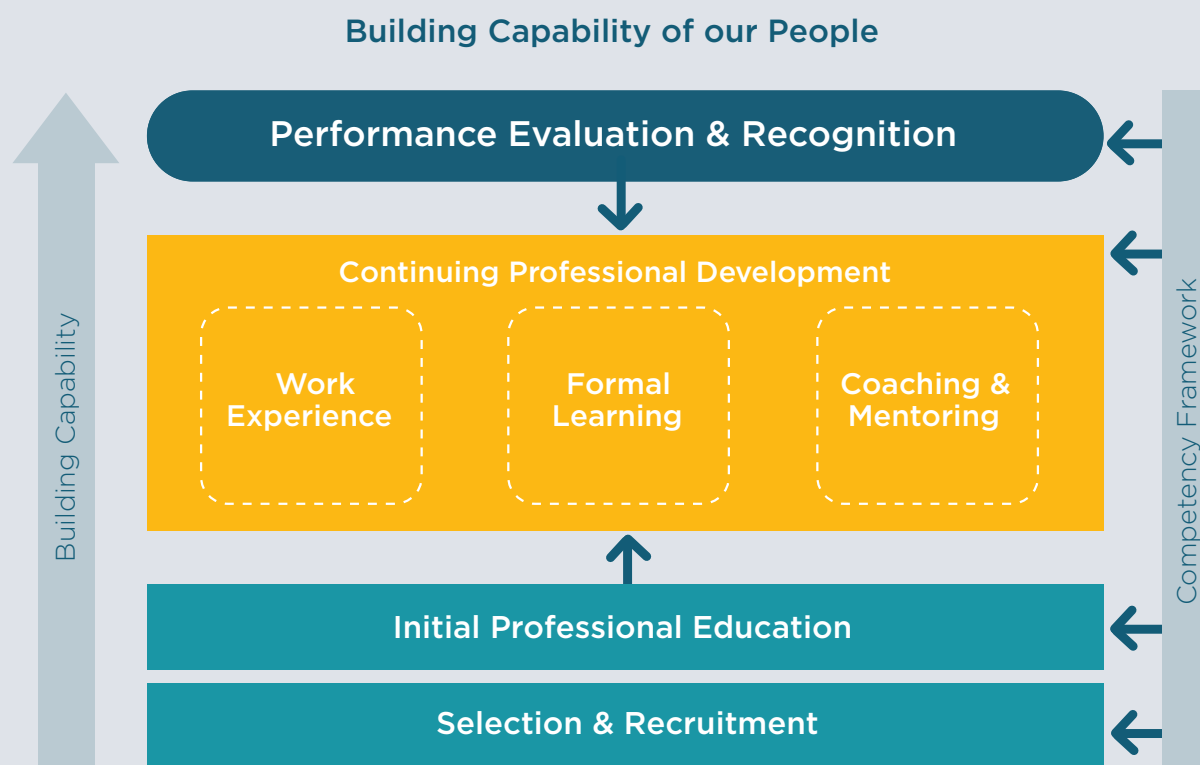 Building Capability of our People
Performance Evaluation & Recognition
Continuing Professional Development
Work
Experience
Formal
Learning
Coaching &
Mentoring
Initial Professional Education
Selection & Recruitment
Building Capability
Competency Framework